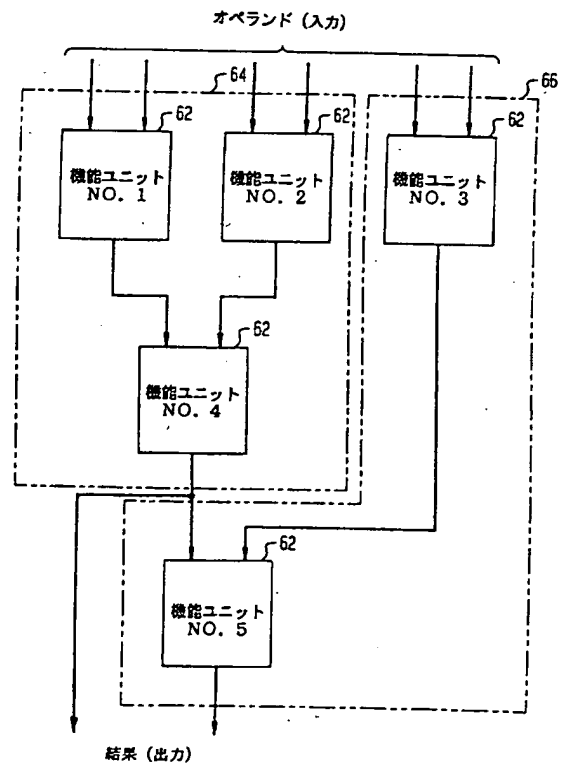 オペランド (入力)
64
66
62
62
62
機能ユニット
NO. 1
機能ユニット
NO. 2
機能ユニット
NO. 3
62
機能ユニット
NO. 4
62
機能ユニット
NO. 5
結果 (出力)